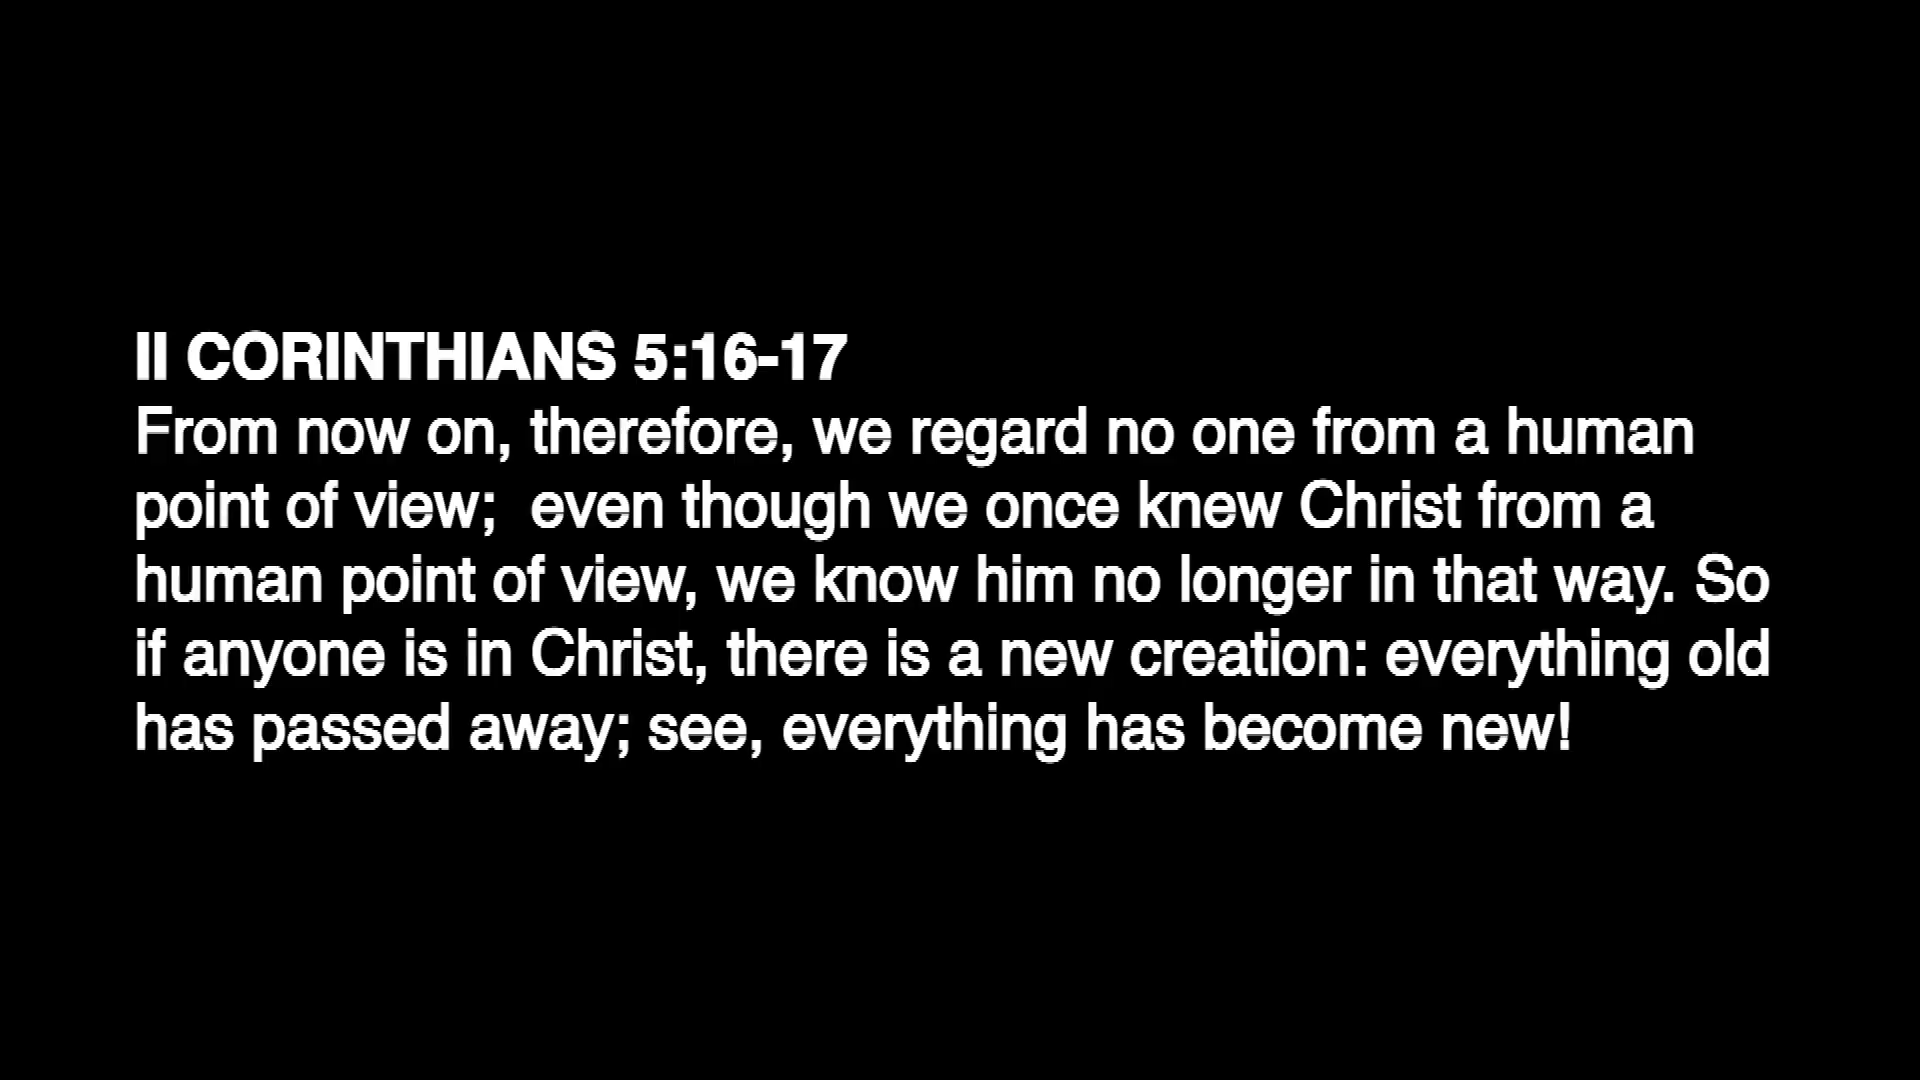 II CORINTHIANS 5:16-17
From now on, therefore, we regard no one from a human
point of view;  even though we once knew Christ from a
human point of view, we know him no longer in that way. So
if anyone is in Christ, there is a new creation: everything old
has passed away; see, everything has become new!